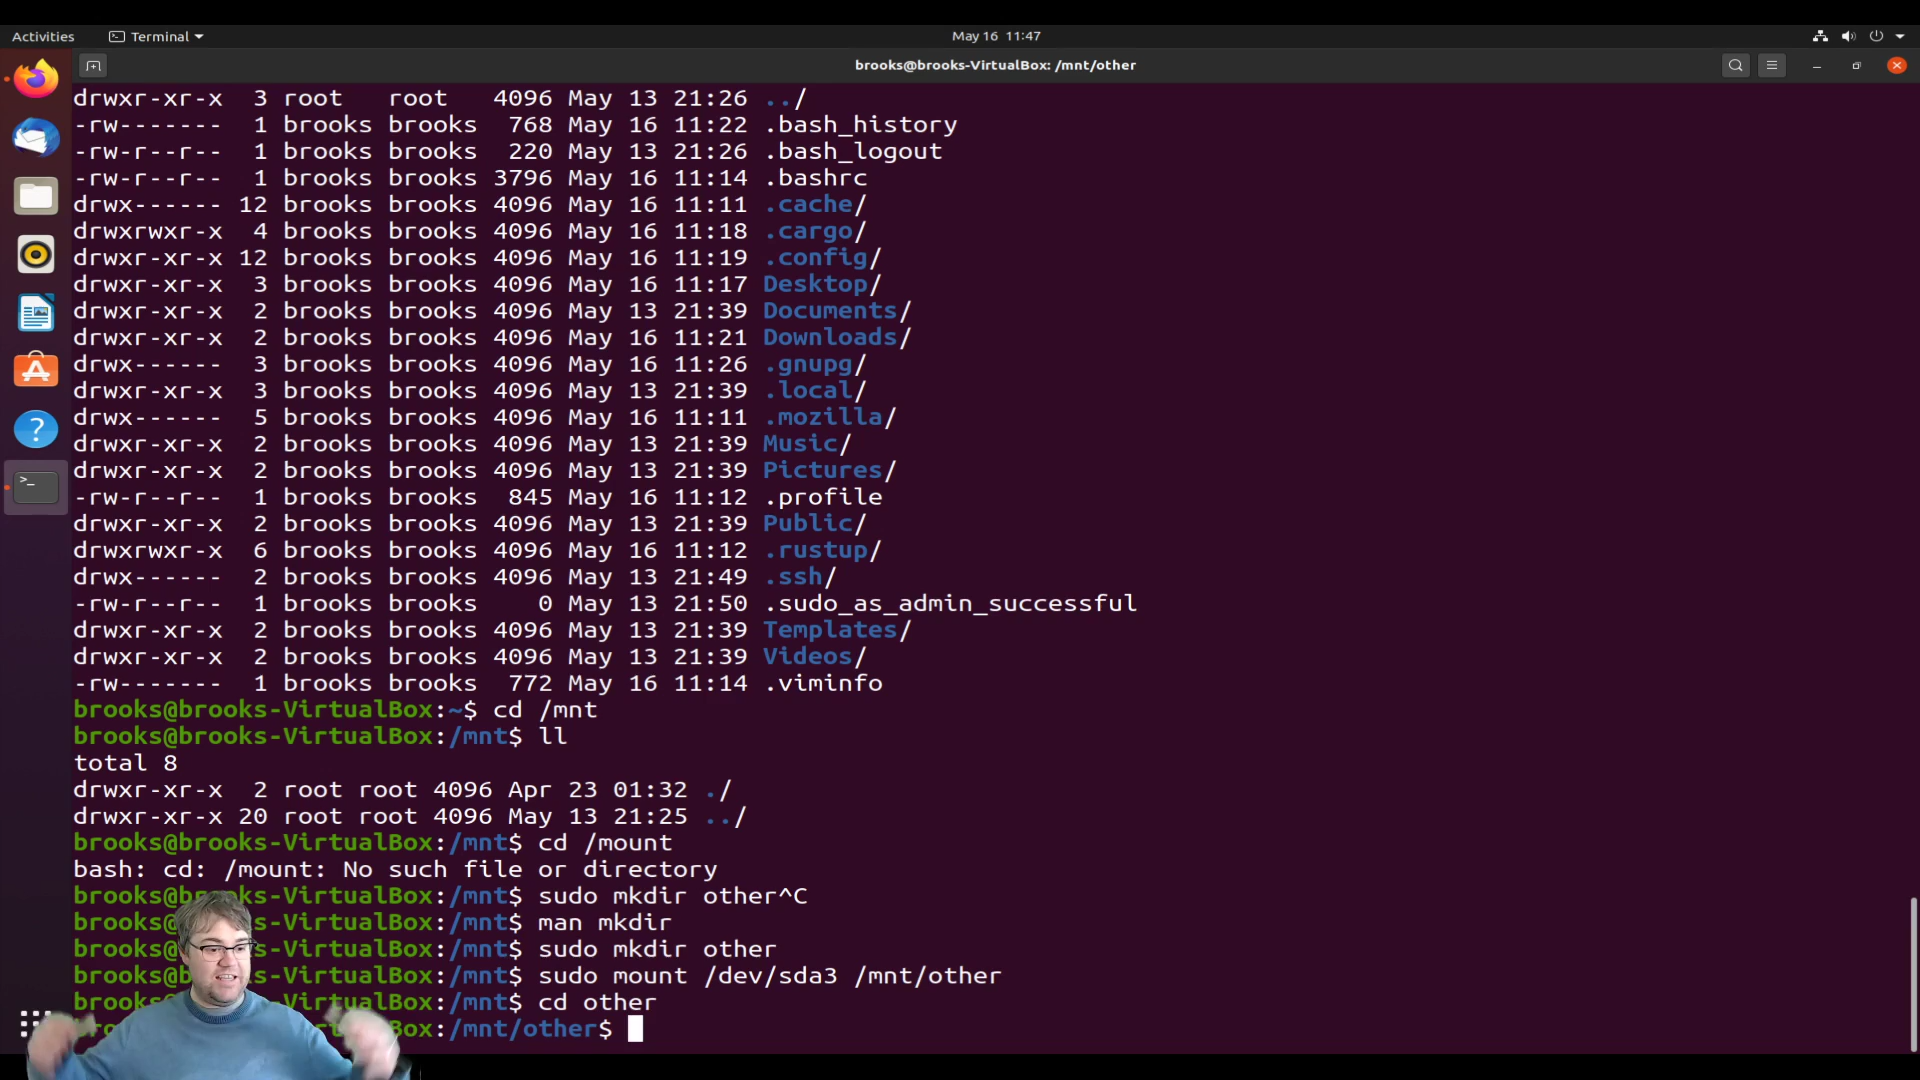 Activities Terminal May 16 11:47
brooks@brooks-VirtualBox: /mnt/other
drwxr-xr-x 3 root root 4096 May 13 21:26 ../
-rw------- 1 brooks brooks 768 May 16 11:22 .bash_history
-rw-r--r-- 1 brooks brooks 220 May 13 21:26 .bash_logout
-rw-r--r-- 1 brooks brooks 3796 May 16 11:14 .bashrc
drwx------ 12 brooks brooks 4096 May 16 11:11 .cache/
drwxrwxr-x 4 brooks brooks 4096 May 16 11:18 .cargo/
drwxr-xr-x 12 brooks brooks 4096 May 16 11:19 .config/
drwxr-xr-x 3 brooks brooks 4096 May 16 11:17 Desktop/
drwxr-xr-x 2 brooks brooks 4096 May 13 21:39 Documents/
drwxr-xr-x 2 brooks brooks 4096 May 16 11:21 Downloads/
drwx------ 3 brooks brooks 4096 May 16 11:26 .gnupg/
drwxr-xr-x 3 brooks brooks 4096 May 13 21:39 .local/
drwx------ 5 brooks brooks 4096 May 16 11:11 .mozilla/
drwxr-xr-x 2 brooks brooks 4096 May 13 21:39 Music/
drwxr-xr-x 2 brooks brooks 4096 May 13 21:39 Pictures/
-rw-r--r-- 1 brooks brooks 845 May 16 11:12 .profile
drwxr-xr-x 2 brooks brooks 4096 May 13 21:39 Public/
drwxrwxr-x 6 brooks brooks 4096 May 16 11:12 .rustup/
drwx------ 2 brooks brooks 4096 May 13 21:49 .ssh/
-rw-r--r-- 1 brooks brooks 0 May 13 21:50 .sudo_as_admin_successful
drwxr-xr-x 2 brooks brooks 4096 May 13 21:39 Templates/
drwxr-xr-x 2 brooks brooks 4096 May 13 21:39 Videos/
-rw------- 1 brooks brooks 772 May 16 11:14 .viminfo
brooks@brooks-VirtualBox:~$ cd /mnt
brooks@brooks-VirtualBox:/mnt$ ll
total 8
drwxr-xr-x 2 root root 4096 Apr 23 01:32 ./
drwxr-xr-x 20 root root 4096 May 13 21:25 ../
brooks@brooks-VirtualBox:/mnt$ cd /mount
bash: cd: /mount: No such file or directory
brooks@brooks-VirtualBox:/mnt$ sudo mkdir other^C
brooks@ks-VirtualBox:/mnt$ man mkdir
brooks@ks-VirtualBox:/mnt$ sudo mkdir other
brooks@ks-VirtualBox:/mnt$ sudo mount /dev/sda3 /mnt/other
brooks VirtualBox:/mnt$ cd other
Box:/mnt/other$